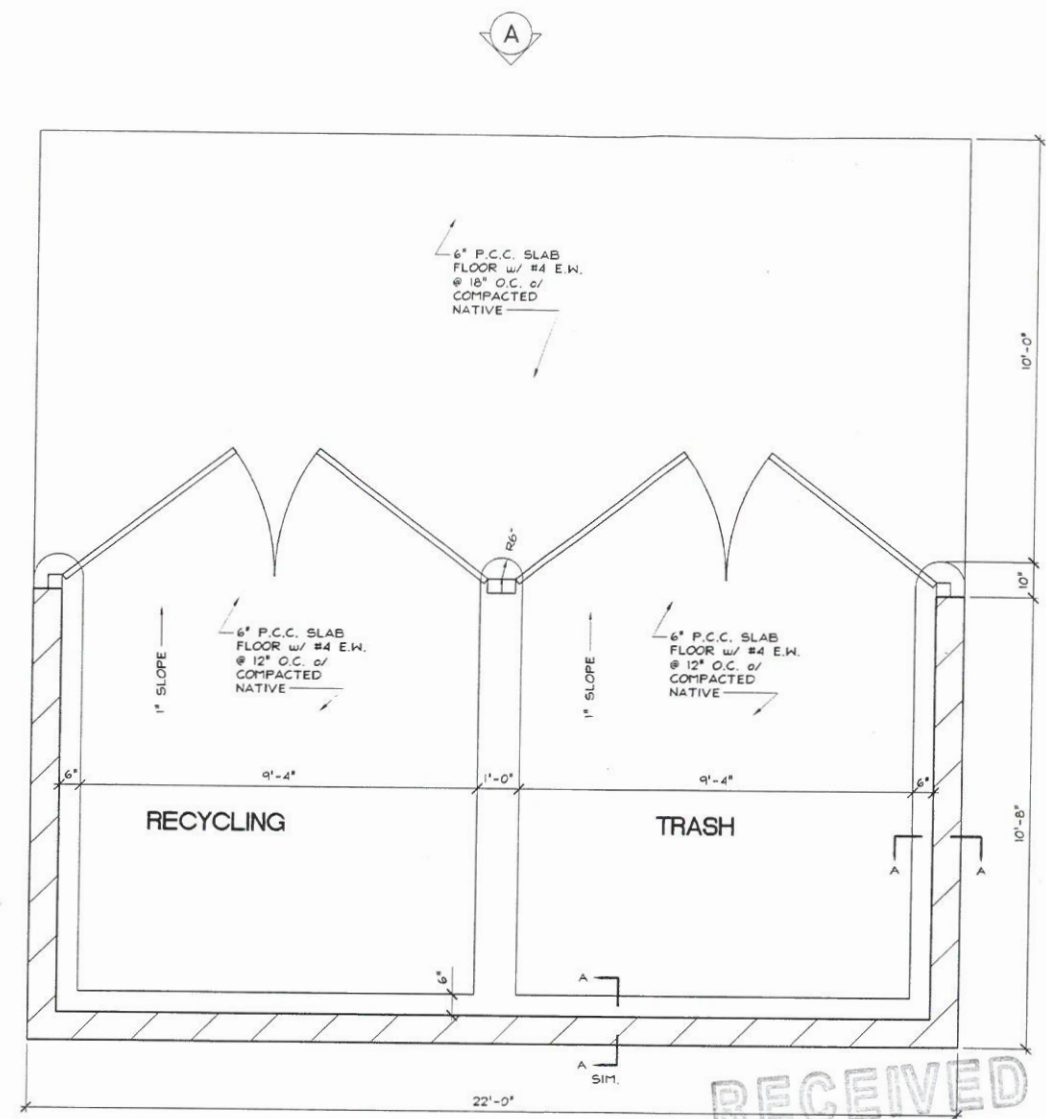 A
6" P.C.C. SLAB
FLOOR w/ #4 E.W.
@ 18" O.C. o/
COMPACTED
NATIVE
10'-0"
R6"
10"
1" SLOPE
6" P.C.C. SLAB
FLOOR w/ #4 E.W.
@ 12" O.C. o/
COMPACTED
NATIVE
1" SLOPE
6" P.C.C. SLAB
FLOOR w/ #4 E.W.
@ 12" O.C. o/
COMPACTED
NATIVE
6" 9'-4" 1'-0" 9'-4" 6"
RECYCLING TRASH
10'-8"
A A
6"
A
A
SIM.
22'-0"
RECEIVED